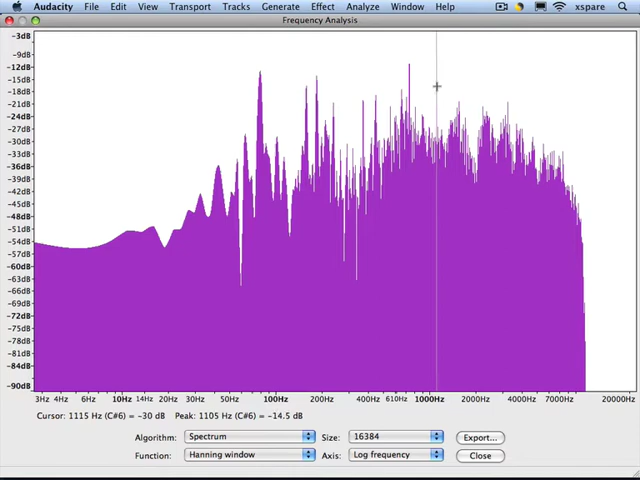 Audacity File Edit View Transport Tracks Generate Effect Analyze Window Help xspare
Frequency Analysis
-3dB
-9dB
-12dB
-15dB
-18dB
-21dB
-24dB
-27dB
-30dB
-33dB
-36dB
-39dB
-42dB
-45dB
-48dB
-51dB
-54dB
-57dB
-60dB
-63dB
-66dB
-69dB
-72dB
-75dB
-78dB
-81dB
-84dB
-90dB
3Hz 4Hz 6Hz 10Hz 14Hz 20Hz 30Hz 50Hz 100Hz 200Hz 400Hz 610Hz 1000Hz 2000Hz 4000Hz 7000Hz 20000Hz
Cursor: 1115 Hz (C#6) = -30 dB Peak: 1105 Hz (C#6) = -14.5 dB
Algorithm: Spectrum Size: 16384 Export...
Function: Hanning window Axis: Log frequency Close